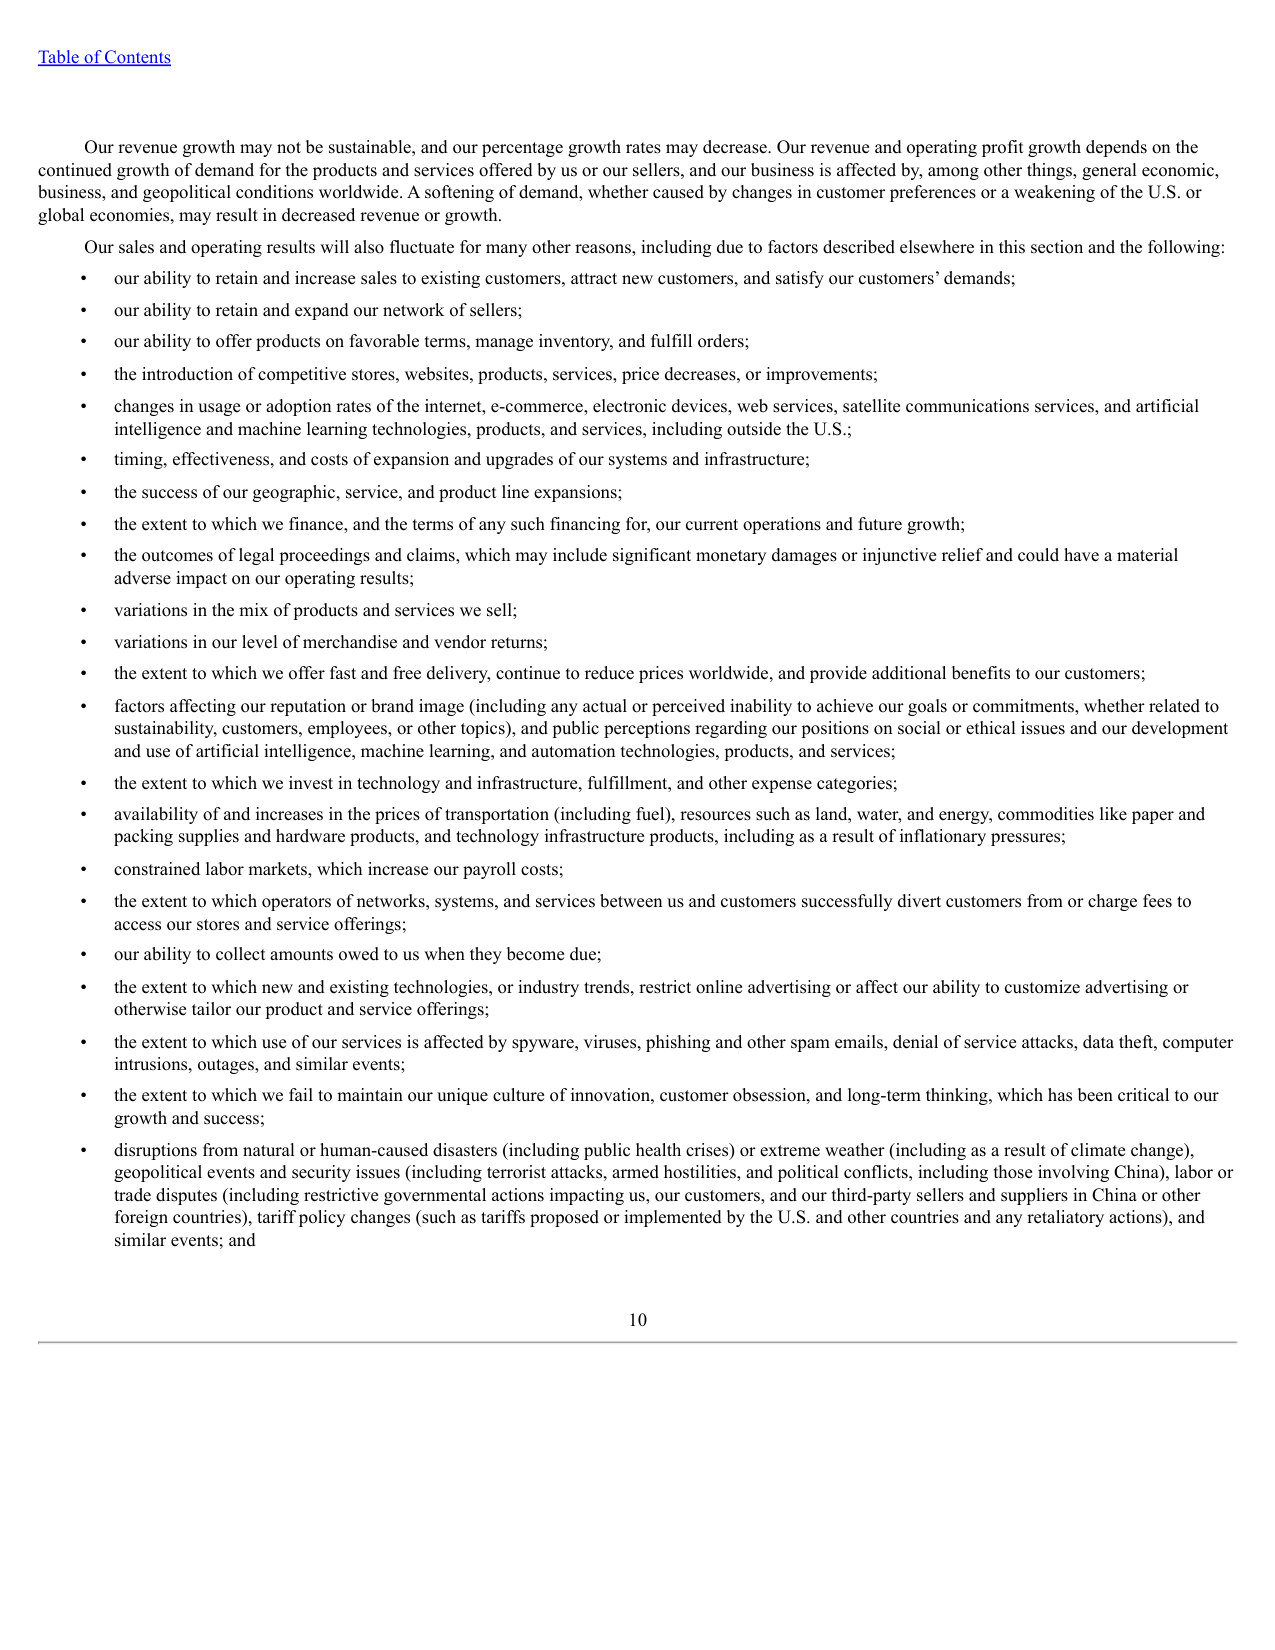 Table of Contents
Our revenue growth may not be sustainable, and our percentage growth rates may decrease. Our revenue and operating profit growth depends on the
continued growth of demand for the products and services offered by us or our sellers, and our business is affected by, among other things, general economic,
business, and geopolitical conditions worldwide. A softening of demand, whether caused by changes in customer preferences or a weakening of the U.S. or
global economies, may result in decreased revenue or growth.
Our sales and operating results will also fluctuate for many other reasons, including due to factors described elsewhere in this section and the following:
• our ability to retain and increase sales to existing customers, attract new customers, and satisfy our customers’ demands;
• our ability to retain and expand our network of sellers;
• our ability to offer products on favorable terms, manage inventory, and fulfill orders;
• the introduction of competitive stores, websites, products, services, price decreases, or improvements;
• changes in usage or adoption rates of the internet, e-commerce, electronic devices, web services, satellite communications services, and artificial
intelligence and machine learning technologies, products, and services, including outside the U.S.;
• timing, effectiveness, and costs of expansion and upgrades of our systems and infrastructure;
• the success of our geographic, service, and product line expansions;
• the extent to which we finance, and the terms of any such financing for, our current operations and future growth;
• the outcomes of legal proceedings and claims, which may include significant monetary damages or injunctive relief and could have a material
adverse impact on our operating results;
• variations in the mix of products and services we sell;
• variations in our level of merchandise and vendor returns;
• the extent to which we offer fast and free delivery, continue to reduce prices worldwide, and provide additional benefits to our customers;
• factors affecting our reputation or brand image (including any actual or perceived inability to achieve our goals or commitments, whether related to
sustainability, customers, employees, or other topics), and public perceptions regarding our positions on social or ethical issues and our development
and use of artificial intelligence, machine learning, and automation technologies, products, and services;
• the extent to which we invest in technology and infrastructure, fulfillment, and other expense categories;
• availability of and increases in the prices of transportation (including fuel), resources such as land, water, and energy, commodities like paper and
packing supplies and hardware products, and technology infrastructure products, including as a result of inflationary pressures;
• constrained labor markets, which increase our payroll costs;
• the extent to which operators of networks, systems, and services between us and customers successfully divert customers from or charge fees to
access our stores and service offerings;
• our ability to collect amounts owed to us when they become due;
• the extent to which new and existing technologies, or industry trends, restrict online advertising or affect our ability to customize advertising or
otherwise tailor our product and service offerings;
• the extent to which use of our services is affected by spyware, viruses, phishing and other spam emails, denial of service attacks, data theft, computer
intrusions, outages, and similar events;
• the extent to which we fail to maintain our unique culture of innovation, customer obsession, and long-term thinking, which has been critical to our
growth and success;
• disruptions from natural or human-caused disasters (including public health crises) or extreme weather (including as a result of climate change),
geopolitical events and security issues (including terrorist attacks, armed hostilities, and political conflicts, including those involving China), labor or
trade disputes (including restrictive governmental actions impacting us, our customers, and our third-party sellers and suppliers in China or other
foreign countries), tariff policy changes (such as tariffs proposed or implemented by the U.S. and other countries and any retaliatory actions), and
similar events; and
10